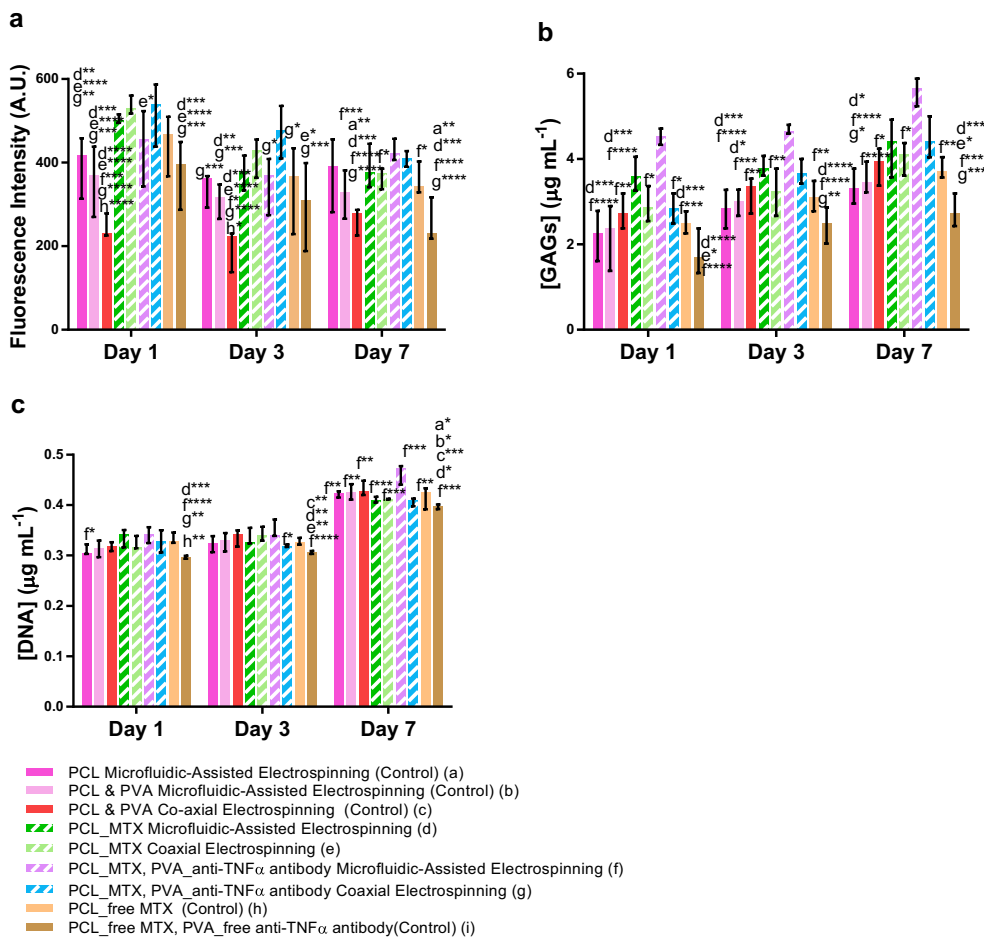 a
Fluorescence Intensity (A.U.)
600
400
200
0
d**
e****
g**
d****
e****
g***
d****
e****
f****
g****
h****
e*
d***
e****
g***
g***
d**
g***
d***
e****
f*
g****
h*
g*
g*
e*
g***
f***
a**
d***
f****
g****
f*
f*
a**
d***
f****
g****
Day 1
Day 3
Day 7
b
[GAGs] (µg mL-1)
6
4
2
0
d***
f****
d***
f****
f**
f*
f*
d***
f***
d****
e*
f****
d***
f****
d*
f***
f**
f**
d****
f****
g**
d*
f****
g*
f****
f*
f*
f**
d***
e*
f****
g***
Day 1
Day 3
Day 7
c
[DNA] (µg mL-1)
0.5
0.4
0.3
0.2
0.1
0.0
f*
d***
f****
g**
h**
f*
c**
d**
e**
f****
f**
f**
f**
f***
f***
f***
f**
a*
b*
c***
d*
f***
Day 1
Day 3
Day 7
PCL Microfluidic-Assisted Electrospinning (Control) (a)
PCL & PVA Microfluidic-Assisted Electrospinning (Control) (b)
PCL & PVA Co-axial Electrospinning (Control) (c)
PCL_MTX Microfluidic-Assisted Electrospinning (d)
PCL_MTX Coaxial Electrospinning (e)
PCL_MTX, PVA_anti-TNFα antibody Microfluidic-Assisted Electrospinning (f)
PCL_MTX, PVA_anti-TNFα antibody Coaxial Electrospinning (g)
PCL_free MTX (Control) (h)
PCL_free MTX, PVA_free anti-TNFα antibody(Control) (i)